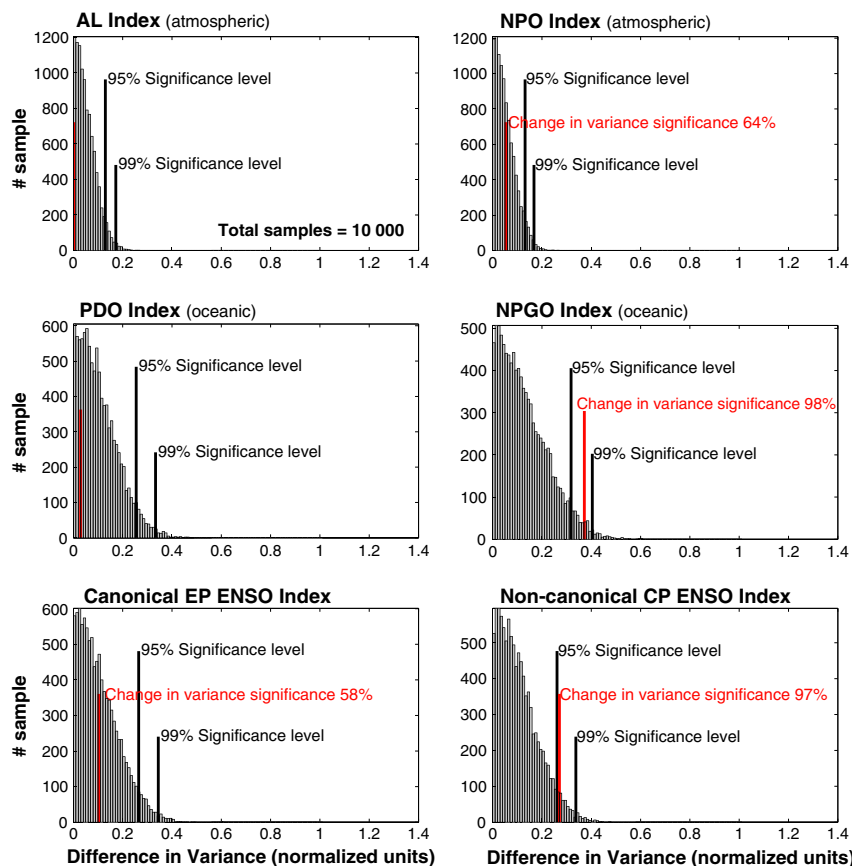 AL Index (atmospheric)
1200
1000
800
600
400
200
0
# sample
95% Significance level
99% Significance level
Total samples = 10 000
0 0.2 0.4 0.6 0.8 1 1.2 1.4
NPO Index (atmospheric)
1200
1000
800
600
400
200
0
95% Significance level
Change in variance significance 64%
99% Significance level
0 0.2 0.4 0.6 0.8 1 1.2 1.4
PDO Index (oceanic)
600
500
400
300
200
100
0
# sample
95% Significance level
99% Significance level
0 0.2 0.4 0.6 0.8 1 1.2 1.4
NPGO Index (oceanic)
500
400
300
200
100
0
95% Significance level
Change in variance significance 98%
99% Significance level
0 0.2 0.4 0.6 0.8 1 1.2 1.4
Canonical EP ENSO Index
600
500
400
300
200
100
0
# sample
95% Significance level
Change in variance significance 58%
99% Significance level
0 0.2 0.4 0.6 0.8 1 1.2 1.4
Difference in Variance (normalized units)
Non-canonical CP ENSO Index
500
400
300
200
100
0
95% Significance level
Change in variance significance 97%
99% Significance level
0 0.2 0.4 0.6 0.8 1 1.2 1.4
Difference in Variance (normalized units)